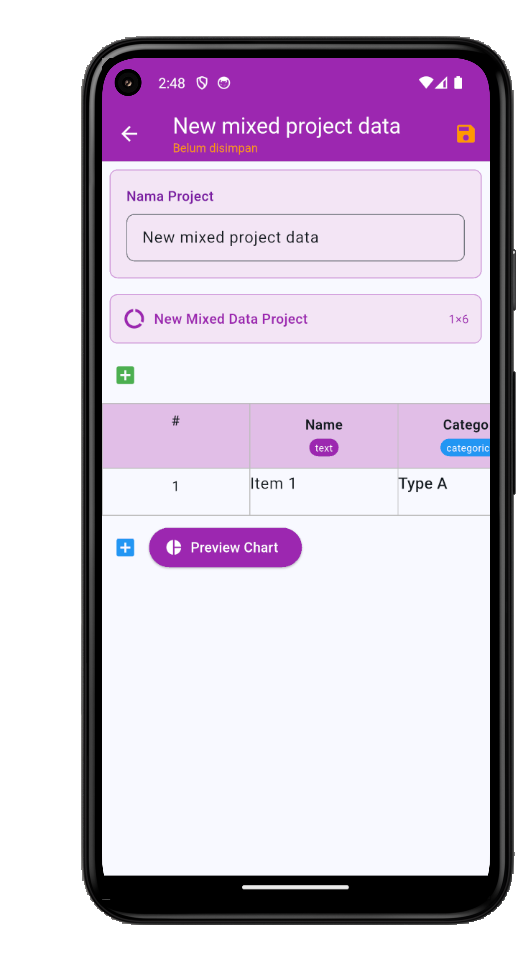 2:48
New mixed project data
Belum disimpan
Nama Project
New mixed project data
New Mixed Data Project 1×6
# Name Catego
text categoric
1 Item 1 Type A
Preview Chart